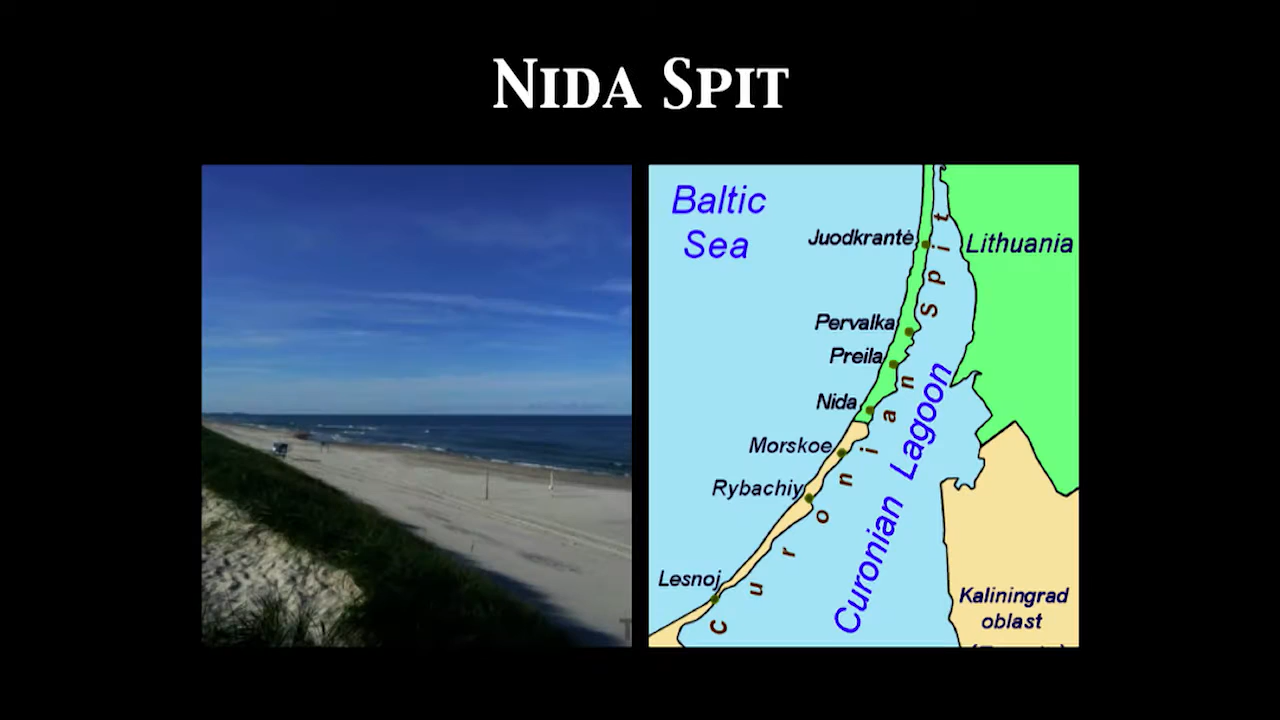 Nida Spit
Baltic
Sea
Juodkrantė
Lithuania
Pervalka
Preila
Nida
Morskoe
Rybachiy
Lesnoj
Curonian Spit
Curonian Lagoon
Kaliningrad
oblast